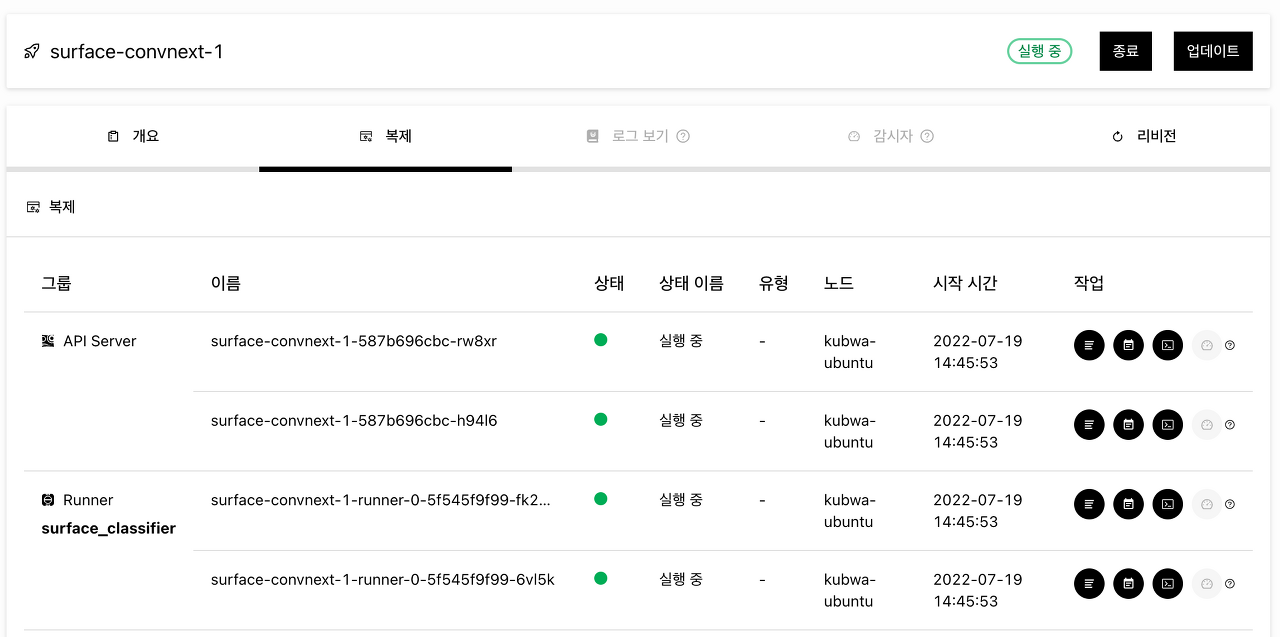 surface-convnext-1
실행 중
종료
업데이트
개요
복제
로그 보기
감시자
리비전
복제
그룹 이름 상태 상태 이름 유형 노드 시작 시간 작업
API Server surface-convnext-1-587b696cbc-rw8xr 실행 중 - kubwa- 2022-07-19
ubuntu 14:45:53
surface-convnext-1-587b696cbc-h94l6 실행 중 - kubwa- 2022-07-19
ubuntu 14:45:53
Runner surface-convnext-1-runner-0-5f545f9f99-fk2... 실행 중 - kubwa- 2022-07-19
surface_classifier ubuntu 14:45:53
surface-convnext-1-runner-0-5f545f9f99-6vl5k 실행 중 - kubwa- 2022-07-19
ubuntu 14:45:53